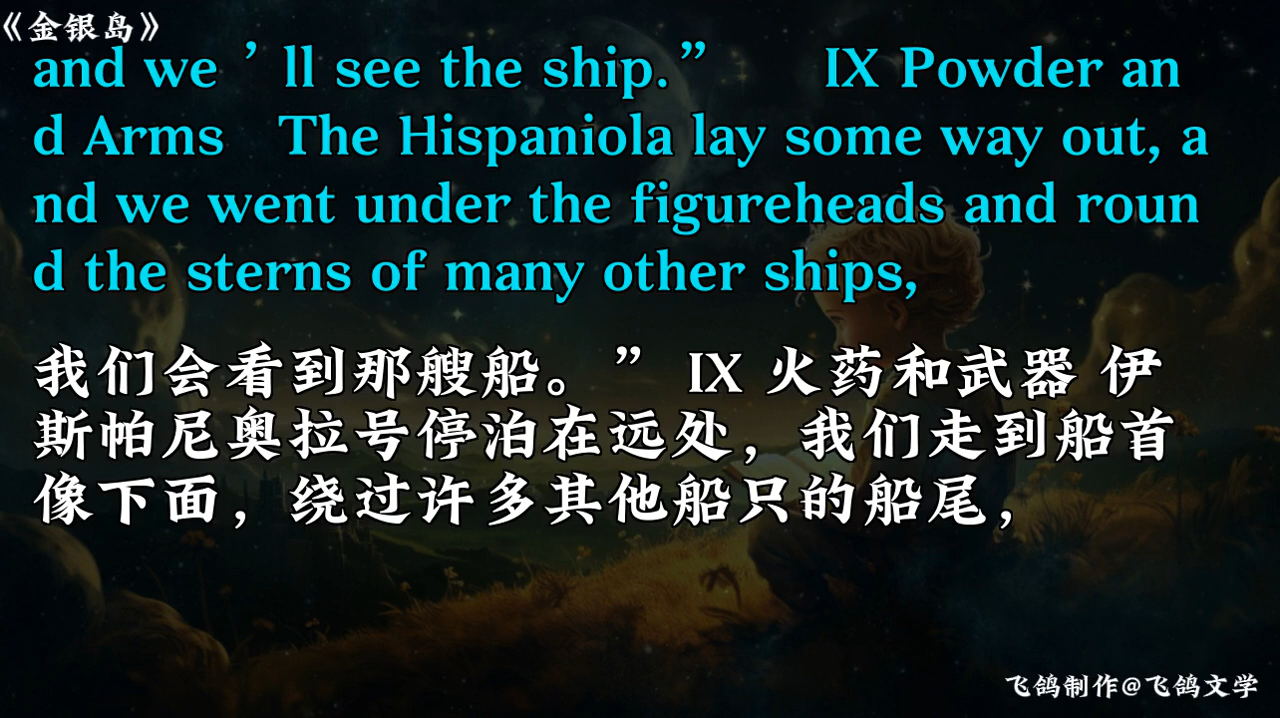 《金银岛》
and we ’ll see the ship.” IX Powder an
d Arms The Hispaniola lay some way out, a
nd we went under the figureheads and roun
d the sterns of many other ships,
我们会看到那艘船。” IX 火药和武器 伊
斯帕尼奥拉号停泊在远处，我们走到船首
像下面，绕过许多其他船只的船尾，
飞鸽制作@飞鸽文学